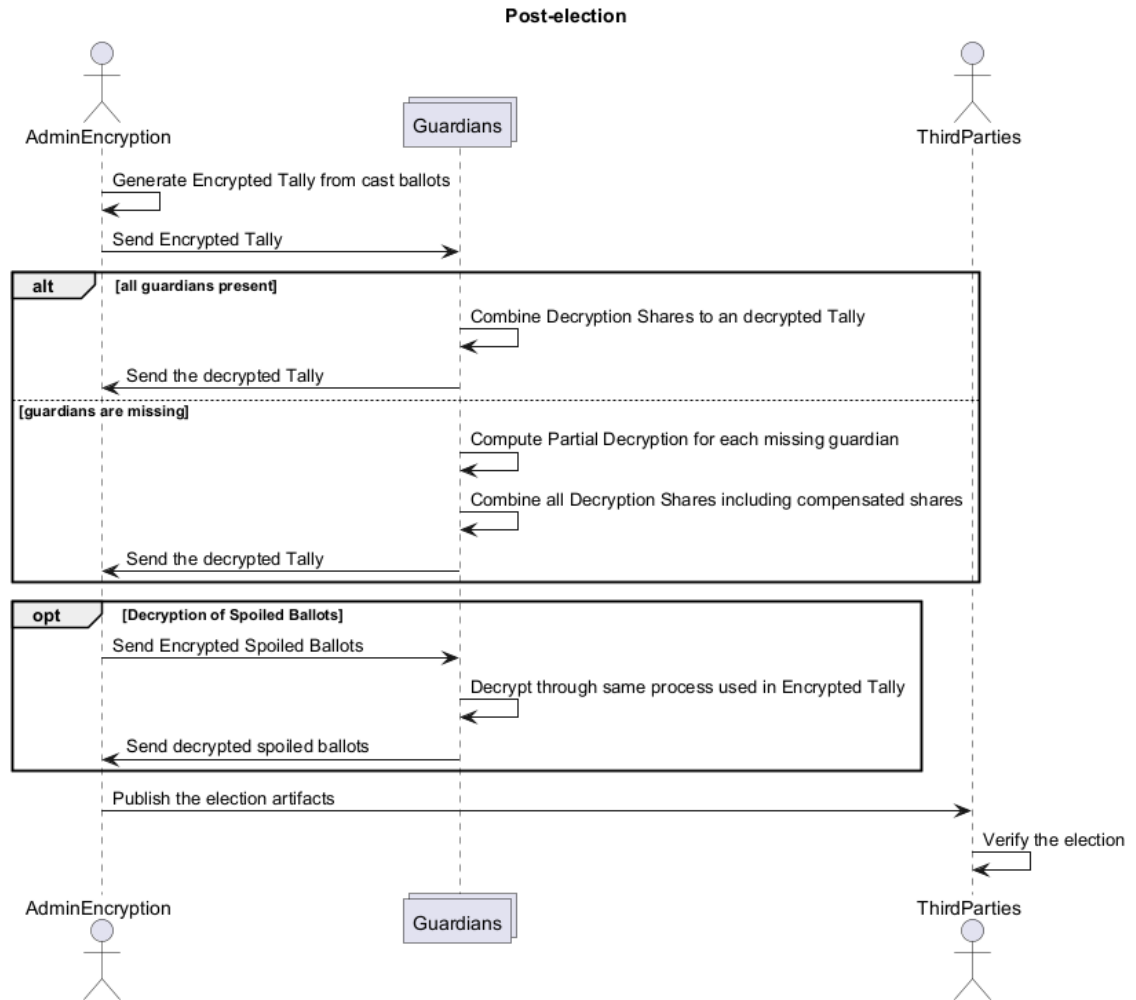 Post-election
AdminEncryption
Guardians
ThirdParties
Generate Encrypted Tally from cast ballots
Send Encrypted Tally
alt
[all guardians present]
Combine Decryption Shares to an decrypted Tally
Send the decrypted Tally
[guardians are missing]
Compute Partial Decryption for each missing guardian
Combine all Decryption Shares including compensated shares
Send the decrypted Tally
opt
[Decryption of Spoiled Ballots]
Send Encrypted Spoiled Ballots
Decrypt through same process used in Encrypted Tally
Send decrypted spoiled ballots
Publish the election artifacts
Verify the election
AdminEncryption
Guardians
ThirdParties